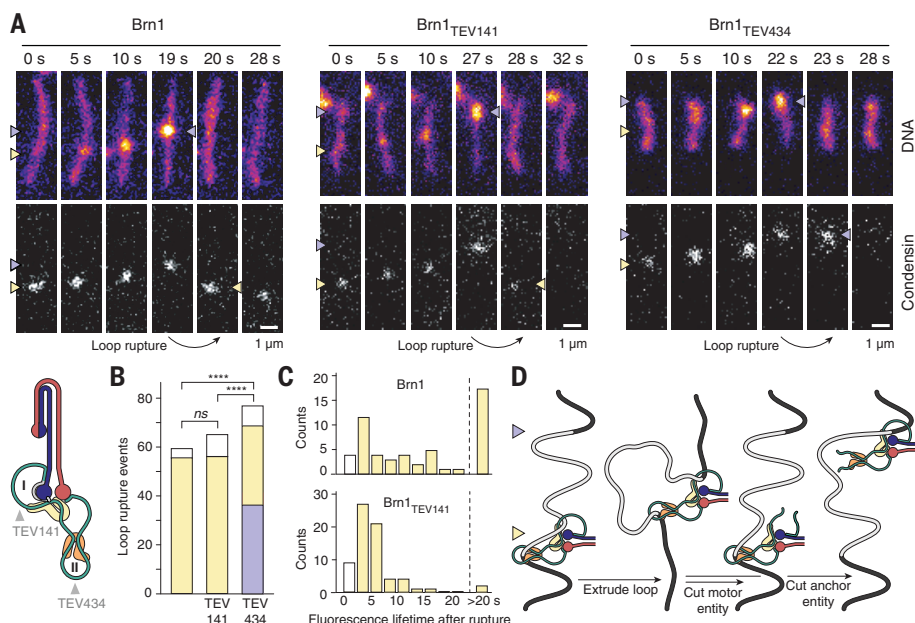 A
Brn1
Brn1TEV141
Brn1TEV434
0 s 5 s 10 s 19 s 20 s 28 s
0 s 5 s 10 s 27 s 28 s 32 s
0 s 5 s 10 s 22 s 23 s 28 s
DNA
Condensin
Loop rupture
1 μm
Loop rupture
1 μm
Loop rupture
1 μm
I
TEV141
II
TEV434
B
****
****
ns
Loop rupture events
80
60
40
20
0
TEV 141
TEV 434
C
Brn1
Counts
20
10
0
Brn1TEV141
Counts
30
20
10
0
0 5 10 15 20 >20 s
Fluorescence lifetime after rupture
D
Extrude loop
Cut motor entity
Cut anchor entity